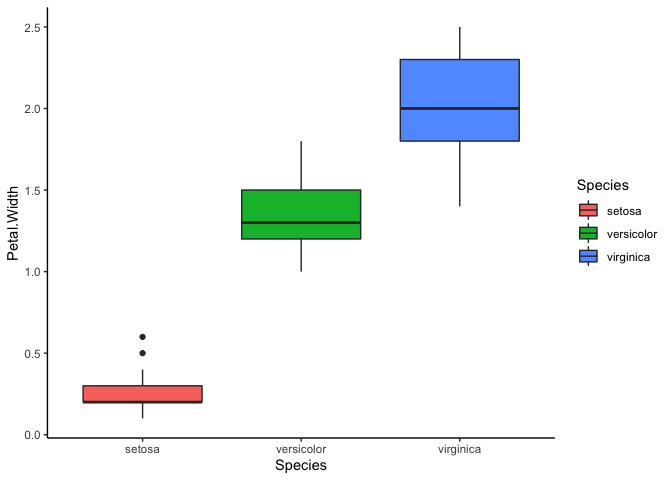 2.5
2.0
1.5
1.0
0.5
0.0
Petal.Width
setosa
versicolor
virginica
Species
Species
setosa
versicolor
virginica